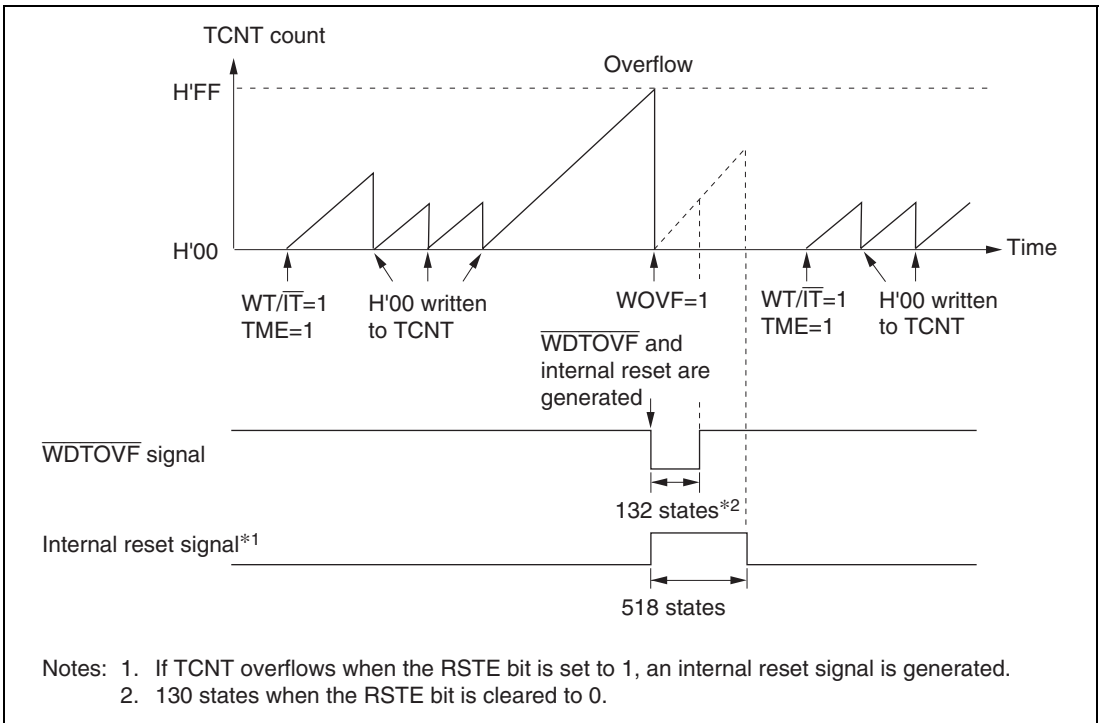 TCNT count
Overflow
H'FF
H'00
Time
WT/IT=1
TME=1
H'00 written
to TCNT
WOVF=1
WT/IT=1
TME=1
H'00 written
to TCNT
WDTOVF and
internal reset are
generated
WDTOVF signal
132 states*2
Internal reset signal*1
518 states
Notes: 1. If TCNT overflows when the RSTE bit is set to 1, an internal reset signal is generated.
2. 130 states when the RSTE bit is cleared to 0.